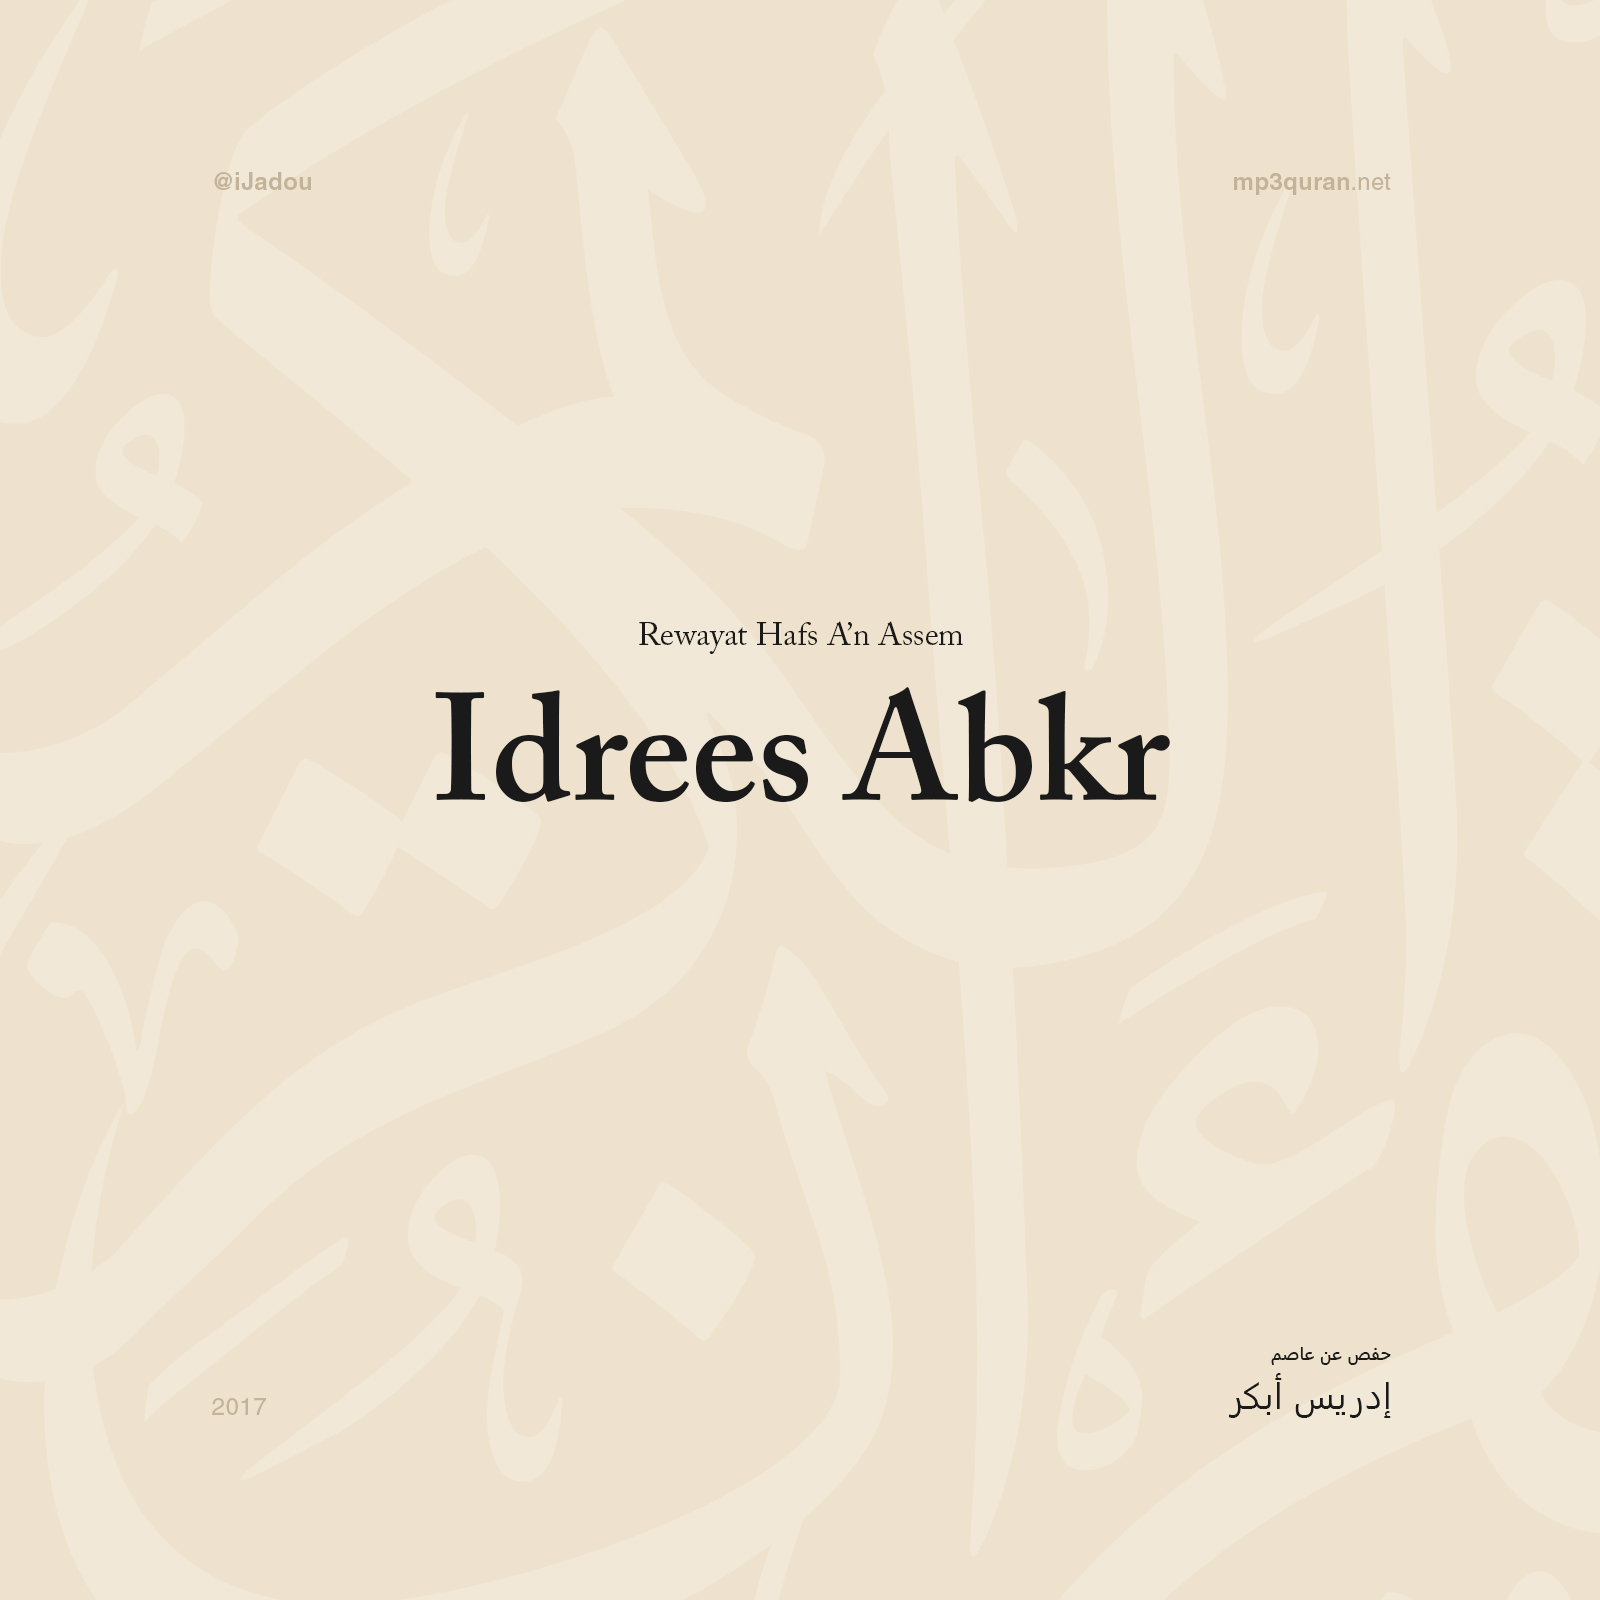 @iJadou
mp3quran.net
Rewayat Hafs A’n Assem
Idrees Abkr
2017
حفص عن عاصم
إدريس أبكر